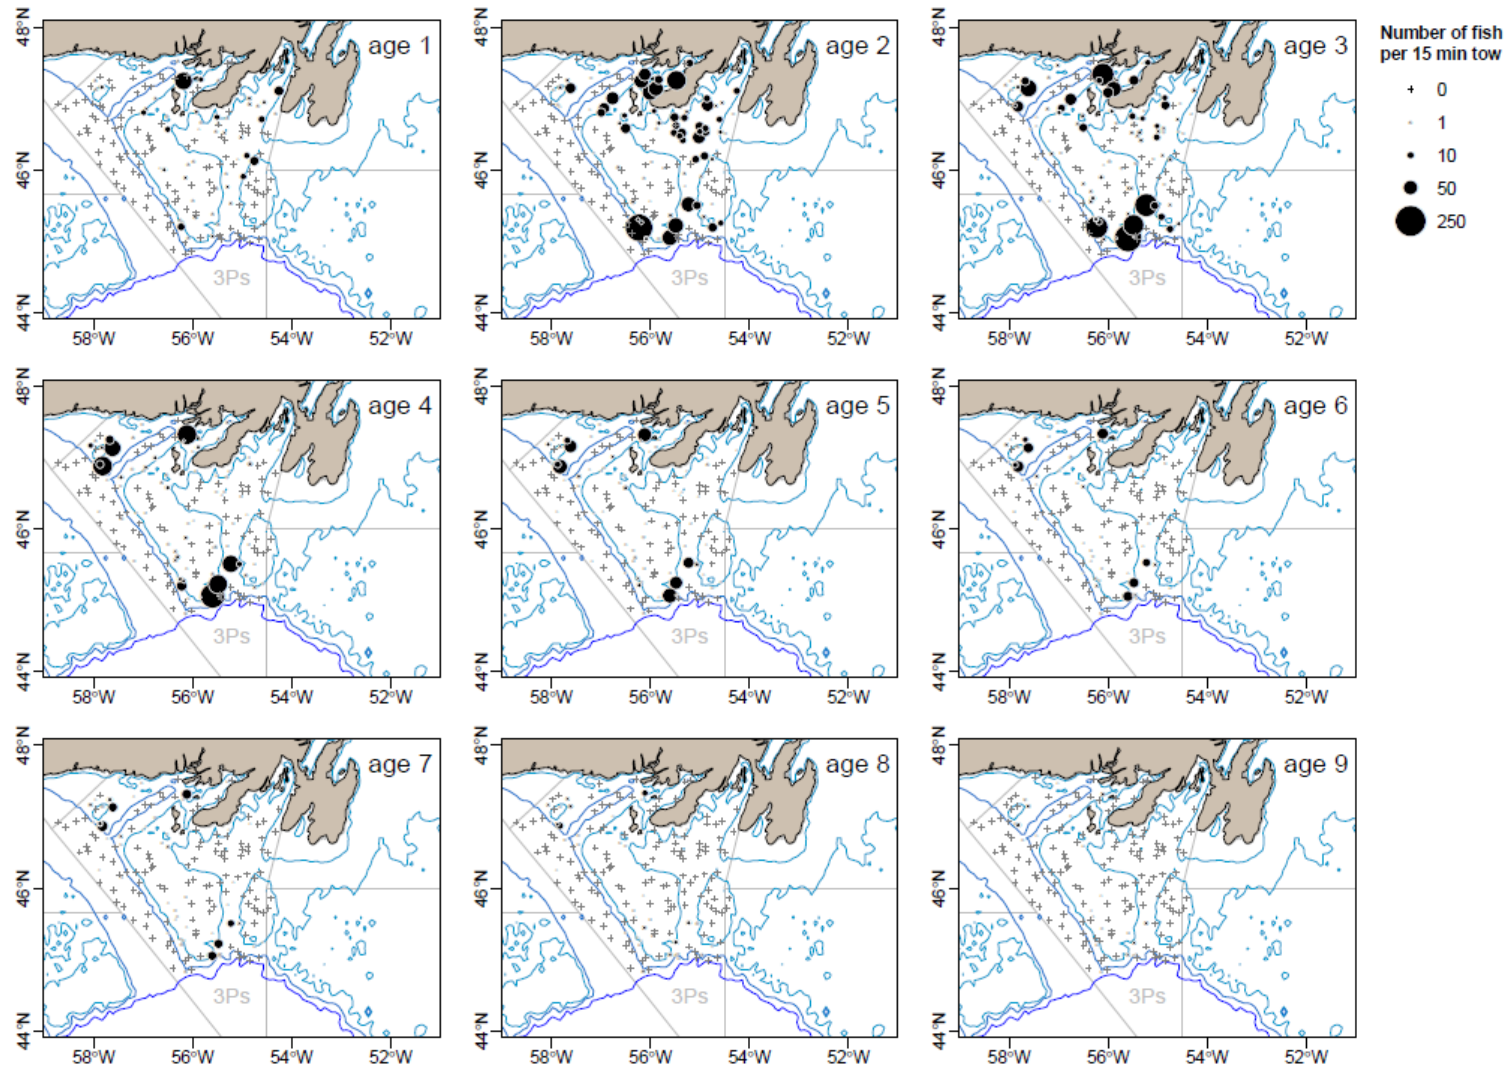 age 1
age 2
age 3
Number of fish
per 15 min tow
0
1
10
50
250
48°N
46°N
44°N
3Ps
58°W
56°W
54°W
52°W
48°N
46°N
44°N
3Ps
58°W
56°W
54°W
52°W
48°N
46°N
44°N
3Ps
58°W
56°W
54°W
52°W
age 4
age 5
age 6
48°N
46°N
44°N
3Ps
58°W
56°W
54°W
52°W
48°N
46°N
44°N
3Ps
58°W
56°W
54°W
52°W
48°N
46°N
44°N
3Ps
58°W
56°W
54°W
52°W
age 7
age 8
age 9
48°N
46°N
44°N
3Ps
58°W
56°W
54°W
52°W
48°N
46°N
44°N
3Ps
58°W
56°W
54°W
52°W
48°N
46°N
44°N
3Ps
58°W
56°W
54°W
52°W